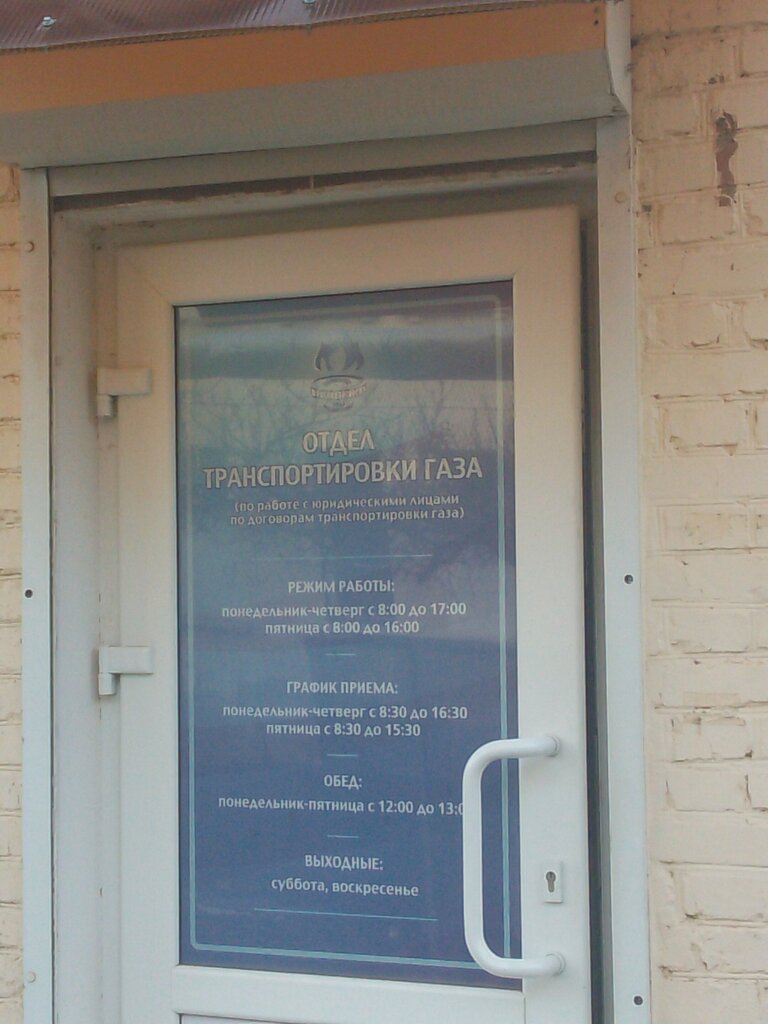 ОТДЕЛ
ТРАНСПОРТИРОВКИ ГАЗА
(по работе с юридическими лицами
по договорам транспортировки газа)
РЕЖИМ РАБОТЫ:
понедельник-четверг с 8:00 до 17:00
пятница с 8:00 до 16:00
ГРАФИК ПРИЕМА:
понедельник-четверг с 8:30 до 16:30
пятница с 8:30 до 15:30
ОБЕД:
понедельник-пятница с 12:00 до 13:0
ВЫХОДНЫЕ:
суббота, воскресенье